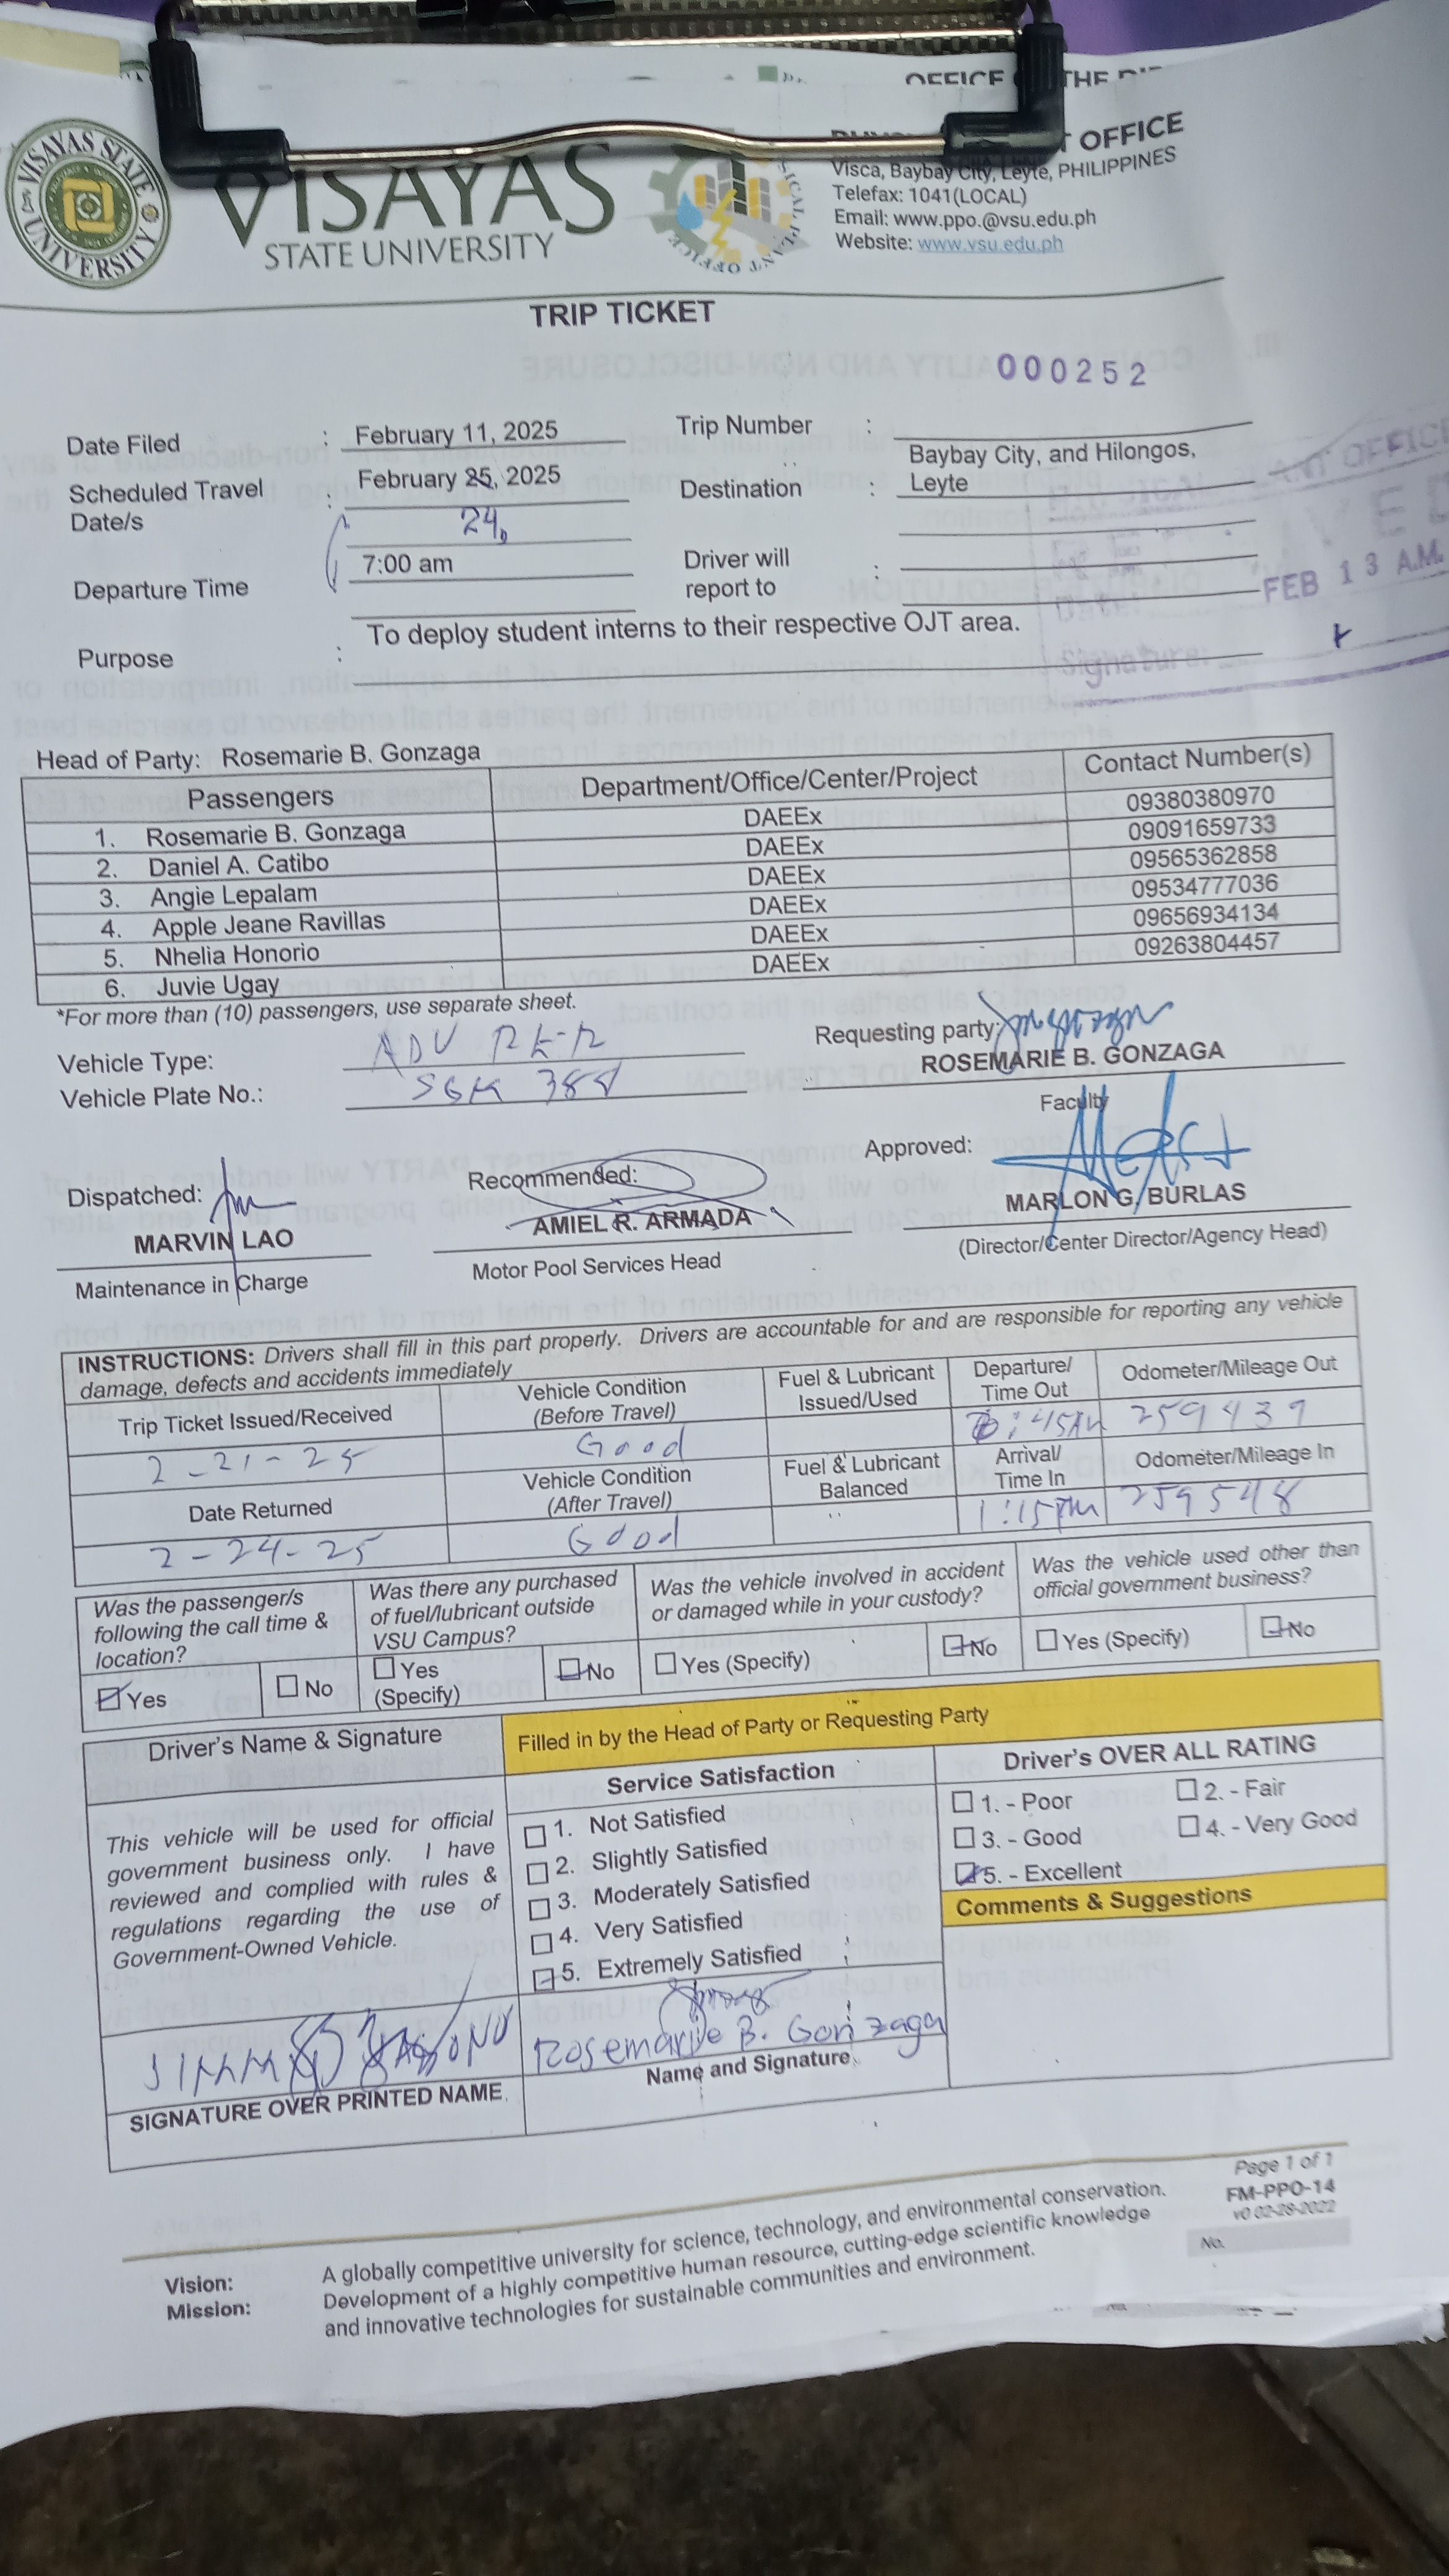 OFFICE THE
VISAYAS STATE UNIVERSITY
VISAYAS
STATE UNIVERSITY
OFFICE
Visca, Baybay City, Leyte, PHILIPPINES
Telefax: 1041(LOCAL)
Email: www.ppo.@vsu.edu.ph
Website: www.vsu.edu.ph
TRIP TICKET
000252
Date Filed : February 11, 2025
Trip Number :
Scheduled Travel Date/s : February 25, 2025
24,
Destination : Baybay City, and Hilongos,
Leyte
Departure Time 7:00 am
Driver will
report to :
FEB 13 A.M.
Purpose : To deploy student interns to their respective OJT area.
Signature:
Head of Party: Rosemarie B. Gonzaga
Passengers Department/Office/Center/Project Contact Number(s)
1. Rosemarie B. Gonzaga DAEEx 09380380970
2. Daniel A. Catibo DAEEx 09091659733
3. Angie Lepalam DAEEx 09565362858
4. Apple Jeane Ravillas DAEEx 09534777036
5. Nhelia Honorio DAEEx 09656934134
6. Juvie Ugay DAEEx 09263804457
*For more than (10) passengers, use separate sheet.
Vehicle Type: ADV
Vehicle Plate No.:
Requesting party:
ROSEMARIE B. GONZAGA
Faculty
Dispatched:
MARVIN LAO
Maintenance in Charge
Recommended:
AMIEL R. ARMADA
Motor Pool Services Head
Approved:
MARLON G. BURLAS
(Director/Center Director/Agency Head)
INSTRUCTIONS: Drivers shall fill in this part properly. Drivers are accountable for and are responsible for reporting any vehicle
damage, defects and accidents immediately
Trip Ticket Issued/Received
2-21-25
Vehicle Condition
(Before Travel)
Good
Fuel & Lubricant
Issued/Used
Departure/
Time Out
6:45AM
Odometer/Mileage Out
259439
Date Returned
2-24-25
Vehicle Condition
(After Travel)
Good
Fuel & Lubricant
Balanced
Arrival/
Time In
1:15PM
Odometer/Mileage In
259548
Was the passenger/s
following the call time &
location?
Yes No
Was there any purchased
of fuel/lubricant outside
VSU Campus?
Yes
(Specify)
No
Was the vehicle involved in accident
or damaged while in your custody?
Yes (Specify) No
Was the vehicle used other than
official government business?
Yes (Specify) No
Driver's Name & Signature
Filled in by the Head of Party or Requesting Party
This vehicle will be used for official
government business only. I have
reviewed and complied with rules &
regulations regarding the use of
Government-Owned Vehicle.
Service Satisfaction
1. Not Satisfied
2. Slightly Satisfied
3. Moderately Satisfied
4. Very Satisfied
5. Extremely Satisfied
Driver's OVER ALL RATING
1. - Poor 2. - Fair
3. - Good 4. - Very Good
5. - Excellent
Comments & Suggestions
SIGNATURE OVER PRINTED NAME
Rosemarie B. Gonzaga
Name and Signature
Page 1 of 1
FM-PPO-14
v0 02-28-2022
No.
Vision: A globally competitive university for science, technology, and environmental conservation.
Mission: Development of a highly competitive human resource, cutting-edge scientific knowledge
and innovative technologies for sustainable communities and environment.